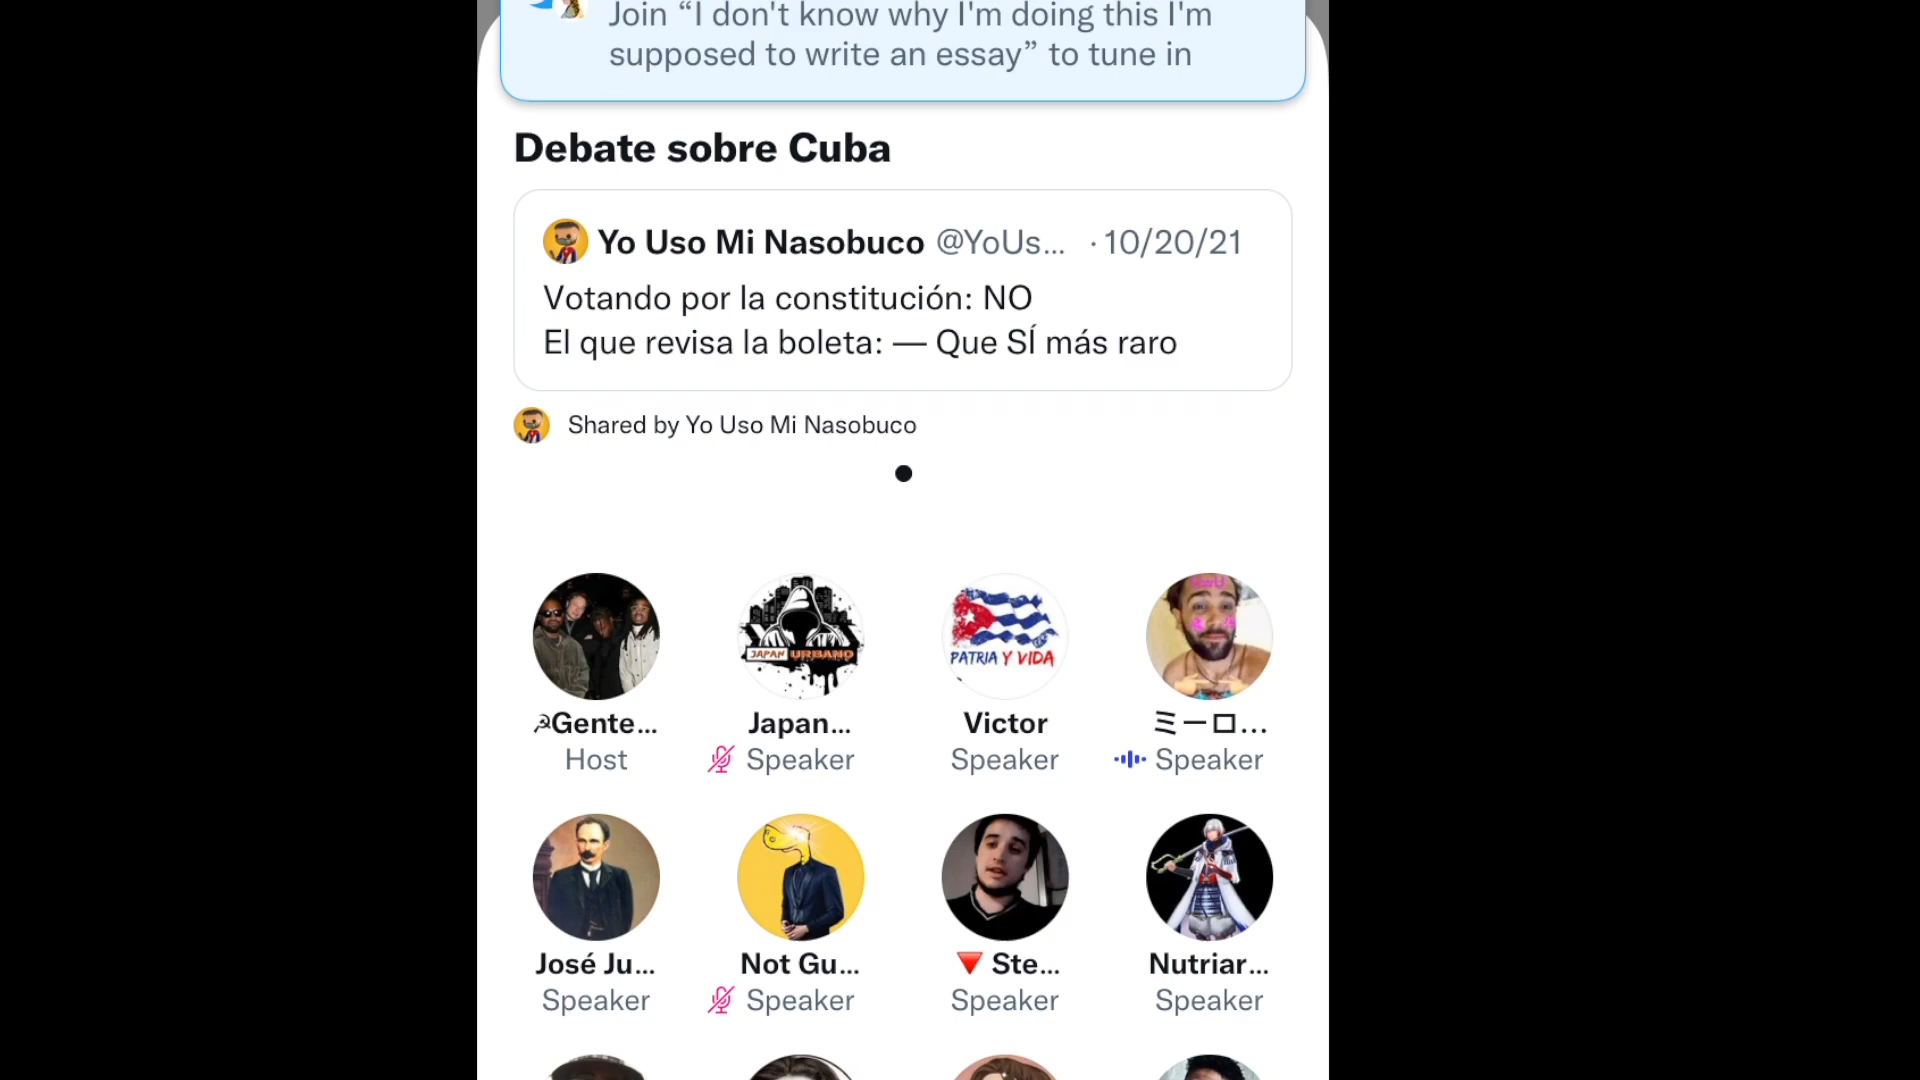 Join “I don't know why I'm doing this I'm
supposed to write an essay” to tune in
Debate sobre Cuba
Yo Uso Mi Nasobuco @YoUs... · 10/20/21
Votando por la constitución: NO
El que revisa la boleta: — Que SÍ más raro
Shared by Yo Uso Mi Nasobuco
JAPAN URBANO
PATRIA Y VIDA
UwU
☭Gente... Japan... Victor ミーロ...
Host Speaker Speaker Speaker
José Ju... Not Gu... 🔻 Ste... Nutriar...
Speaker Speaker Speaker Speaker